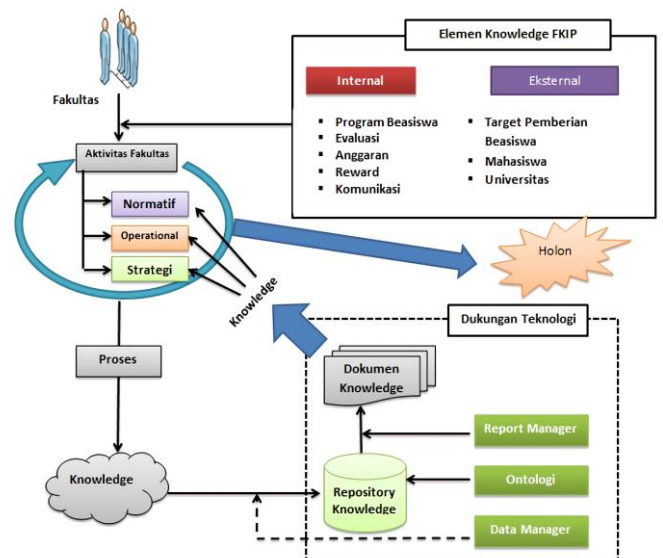 Elemen Knowledge FKIP
Internal
Eksternal
Fakultas
Program Beasiswa
Evaluasi
Anggaran
Reward
Komunikasi
Target Pemberian
Beasiswa
Mahasiswa
Universitas
Aktivitas Fakultas
Normatif
Operational
Strategi
Knowledge
Holon
Dukungan Teknologi
Proses
Dokumen
Knowledge
Report Manager
Knowledge
Repository
Knowledge
Ontologi
Data Manager